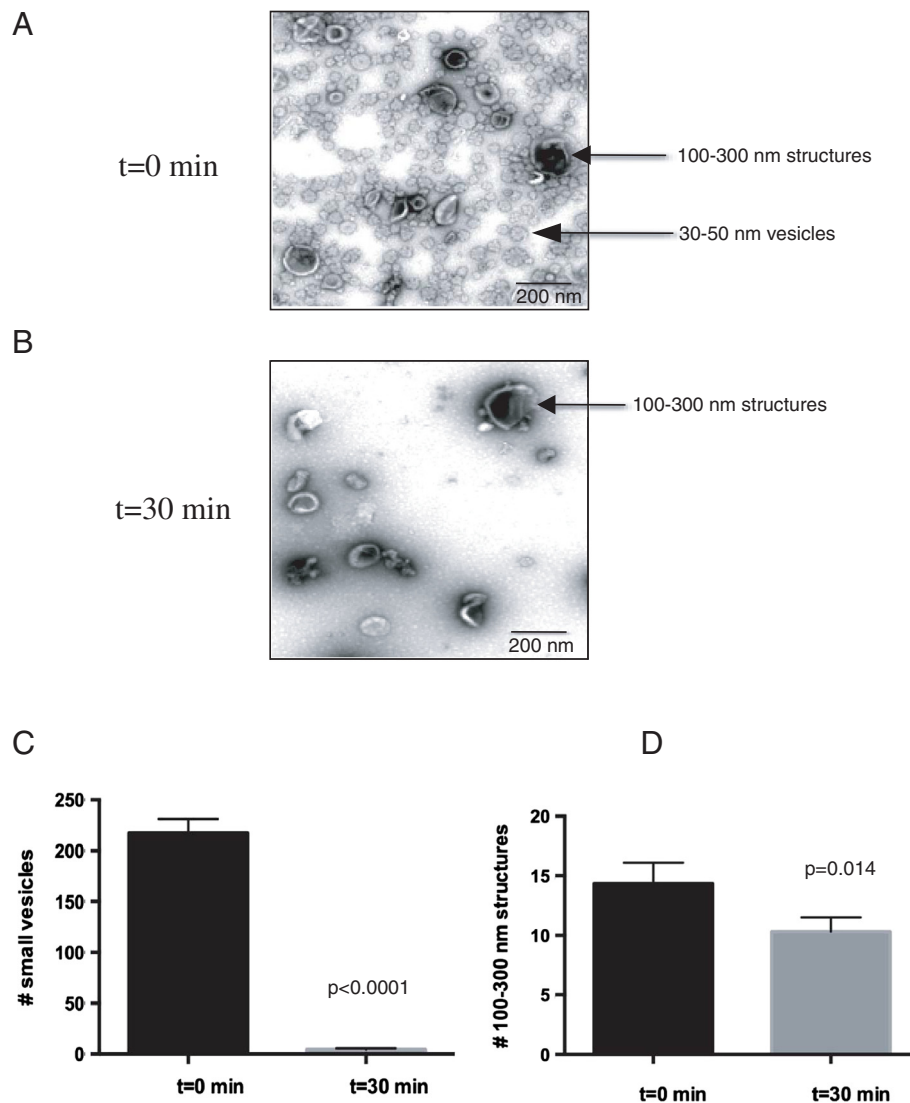 A
t=0 min
100-300 nm structures
30-50 nm vesicles
200 nm
B
100-300 nm structures
t=30 min
200 nm
C
# small vesicles
250
200
150
100
50
0
p<0.0001
t=0 min
t=30 min
D
# 100-300 nm structures
20
15
10
5
0
p=0.014
t=0 min
t=30 min